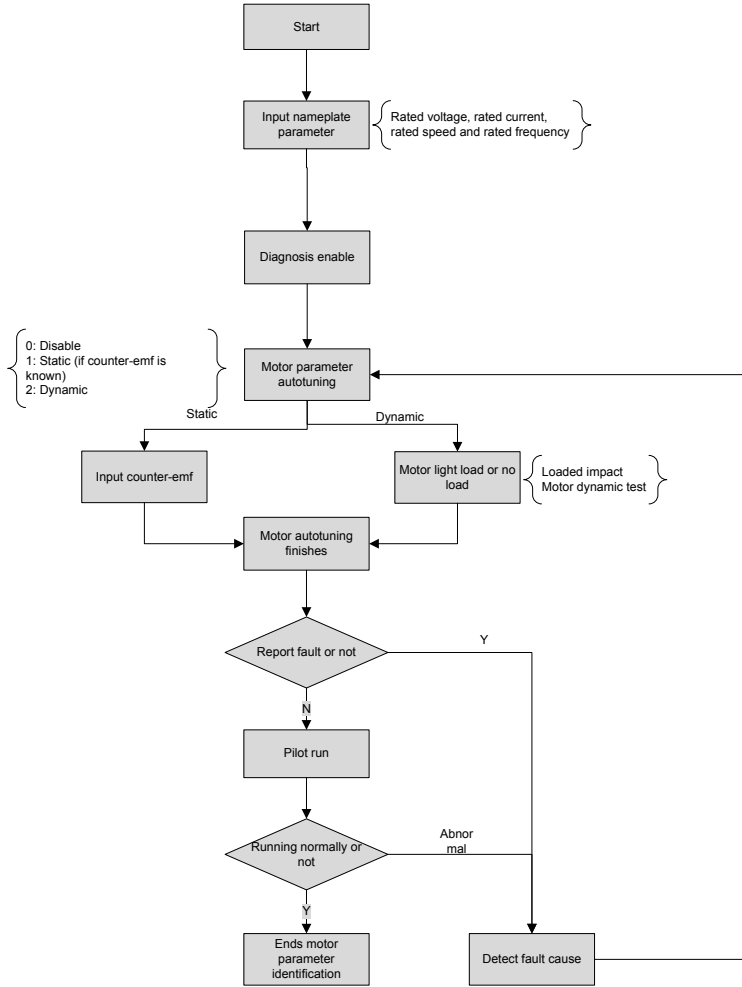 Start
Input nameplate
parameter
Rated voltage, rated current,
rated speed and rated frequency
Diagnosis enable
0: Disable
1: Static (if counter-emf is
known)
2: Dynamic
Motor parameter
autotuning
Static
Dynamic
Input counter-emf
Motor light load or no
load
Loaded impact
Motor dynamic test
Motor autotuning
finishes
Report fault or not
Y
N
Pilot run
Running normally or
not
Abnor
mal
Y
Ends motor
parameter
identification
Detect fault cause